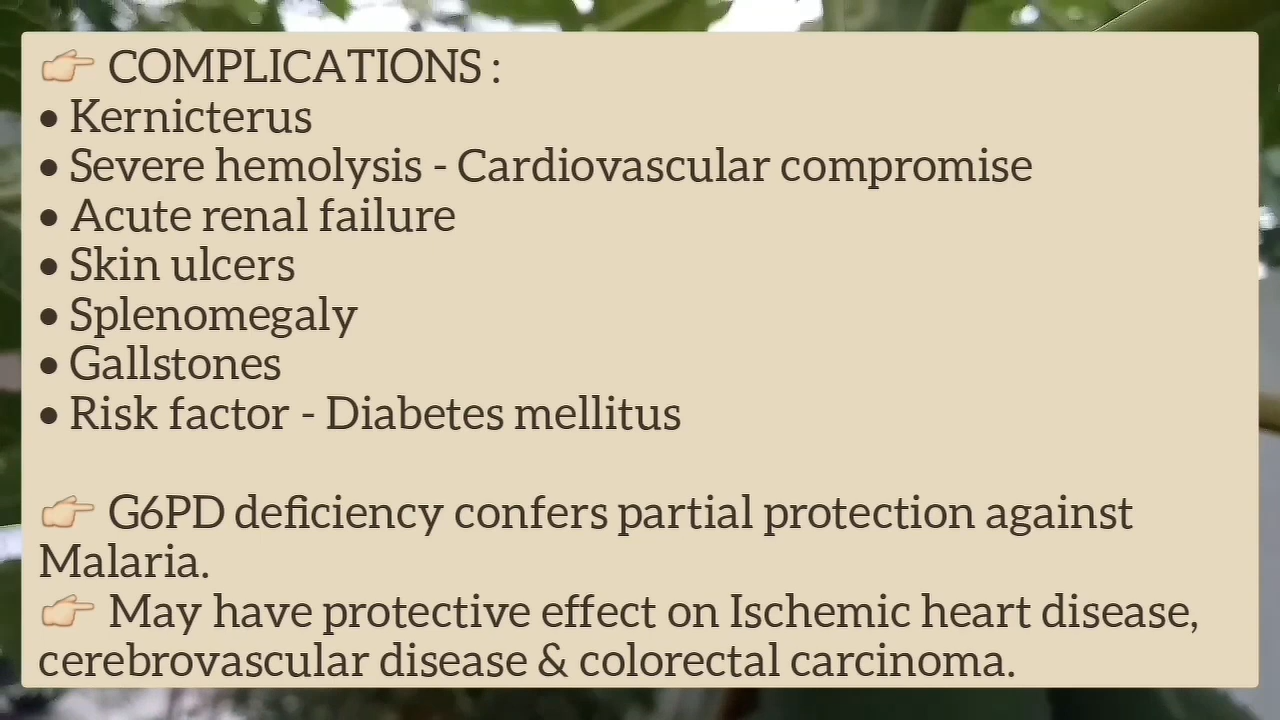 👉 COMPLICATIONS :
• Kernicterus
• Severe hemolysis - Cardiovascular compromise
• Acute renal failure
• Skin ulcers
• Splenomegaly
• Gallstones
• Risk factor - Diabetes mellitus
👉 G6PD deficiency confers partial protection against
Malaria.
👉 May have protective effect on Ischemic heart disease,
cerebrovascular disease & colorectal carcinoma.